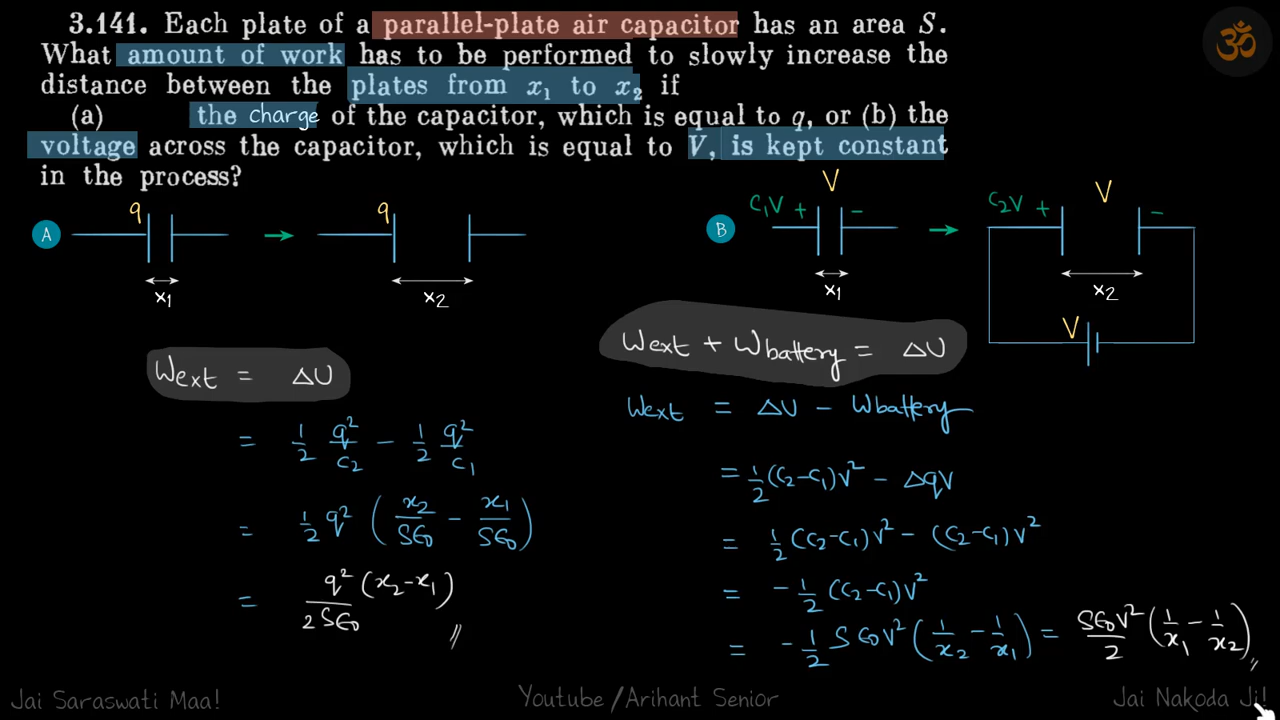 3.141. Each plate of a parallel-plate air capacitor has an area S.
What amount of work has to be performed to slowly increase the
distance between the plates from x₁ to x₂ if
(a) the charge of the capacitor, which is equal to q, or (b) the
voltage across the capacitor, which is equal to V, is kept constant
in the process?
A
q
x₁
→
q
x₂
B
V
C₁V + −
x₁
→
V
C₂V + −
x₂
V
Wext = ΔU
= 1/2 q²/C₂ − 1/2 q²/C₁
= 1/2 q² (x₂/Sε₀ − x₁/Sε₀)
= q²/2Sε₀ (x₂−x₁) //
Wext + Wbattery = ΔU
Wext = ΔU − Wbattery
= 1/2 (C₂−C₁)V² − ΔqV
= 1/2 (C₂−C₁)V² − (C₂−C₁)V²
= −1/2 (C₂−C₁)V²
= −1/2 Sε₀V² (1/x₂ − 1/x₁) = Sε₀V²/2 (1/x₁ − 1/x₂) //
ॐ
Jai Saraswati Maa!
Youtube /Arihant Senior
Jai Nakoda Ji!